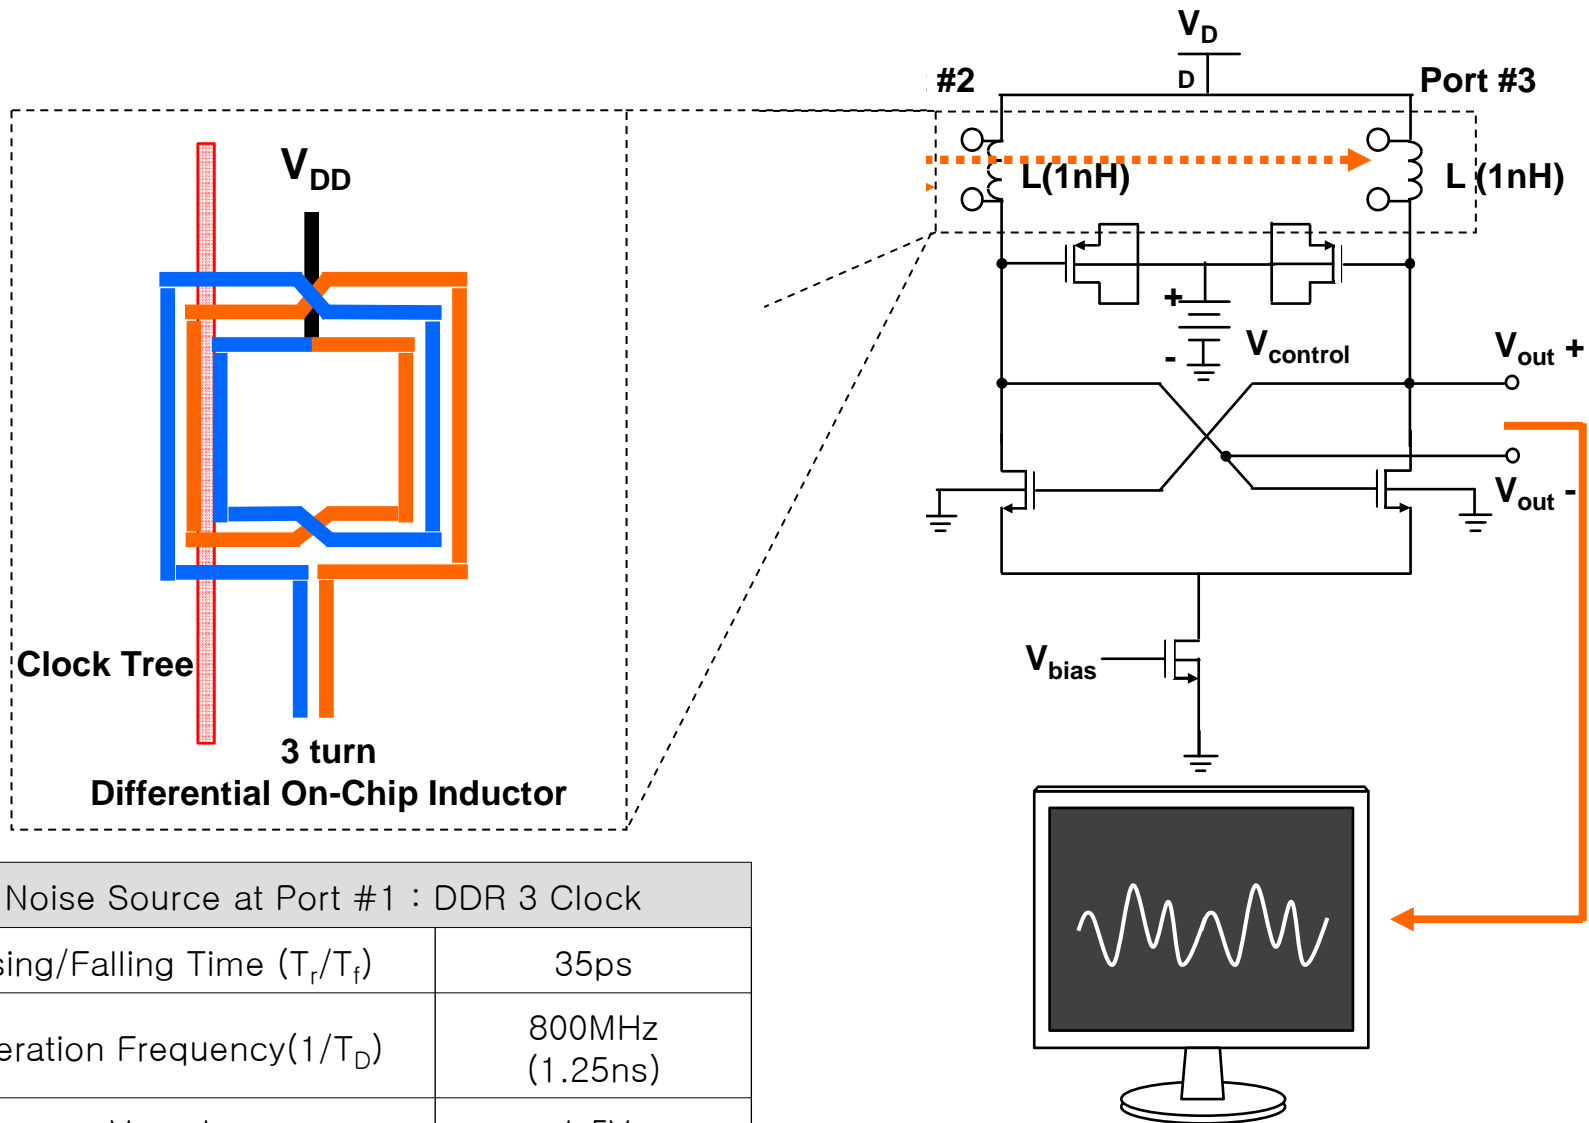 V_D
D
#2
Port #3
L(1nH)
L (1nH)
V_DD
+
-
V_control
V_out +
V_out -
V_bias
Clock Tree
3 turn
Differential On-Chip Inductor
Noise Source at Port #1 : DDR 3 Clock
sing/Falling Time (T_r/T_f)
35ps
eration Frequency(1/T_D)
800MHz
(1.25ns)